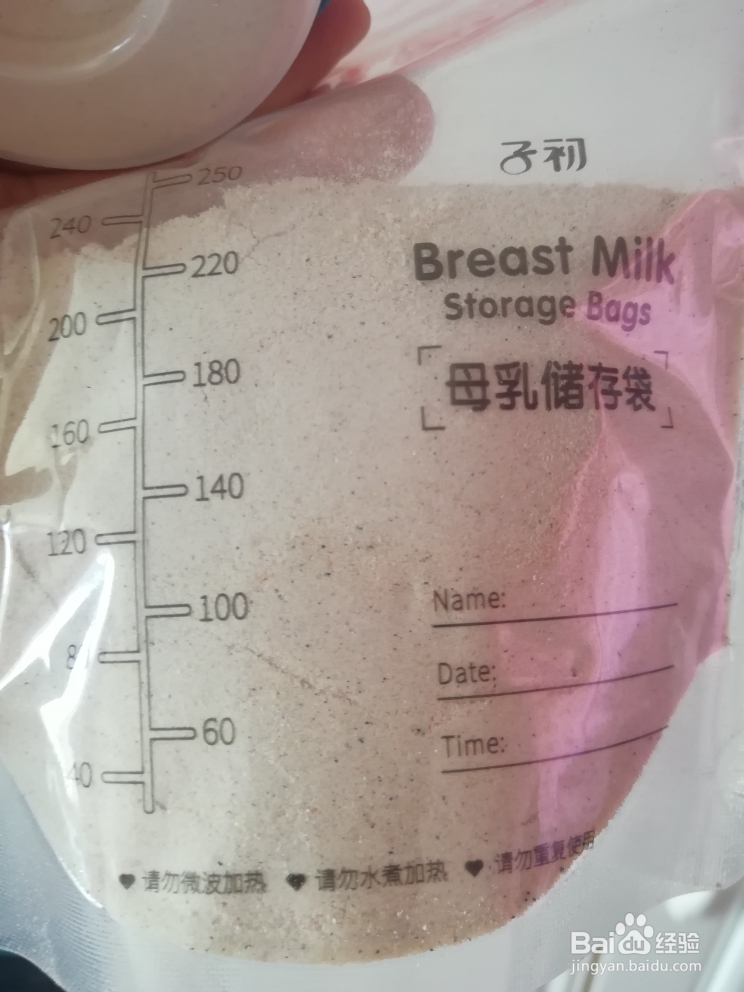 子初
250
240
220
200
180
160
140
120
100
80
60
40
Breast Milk
Storage Bags
母乳储存袋
Name:
Date:
Time:
请勿微波加热 请勿水煮加热 请勿重复使用
Baidu经验
jingyan.baidu.com